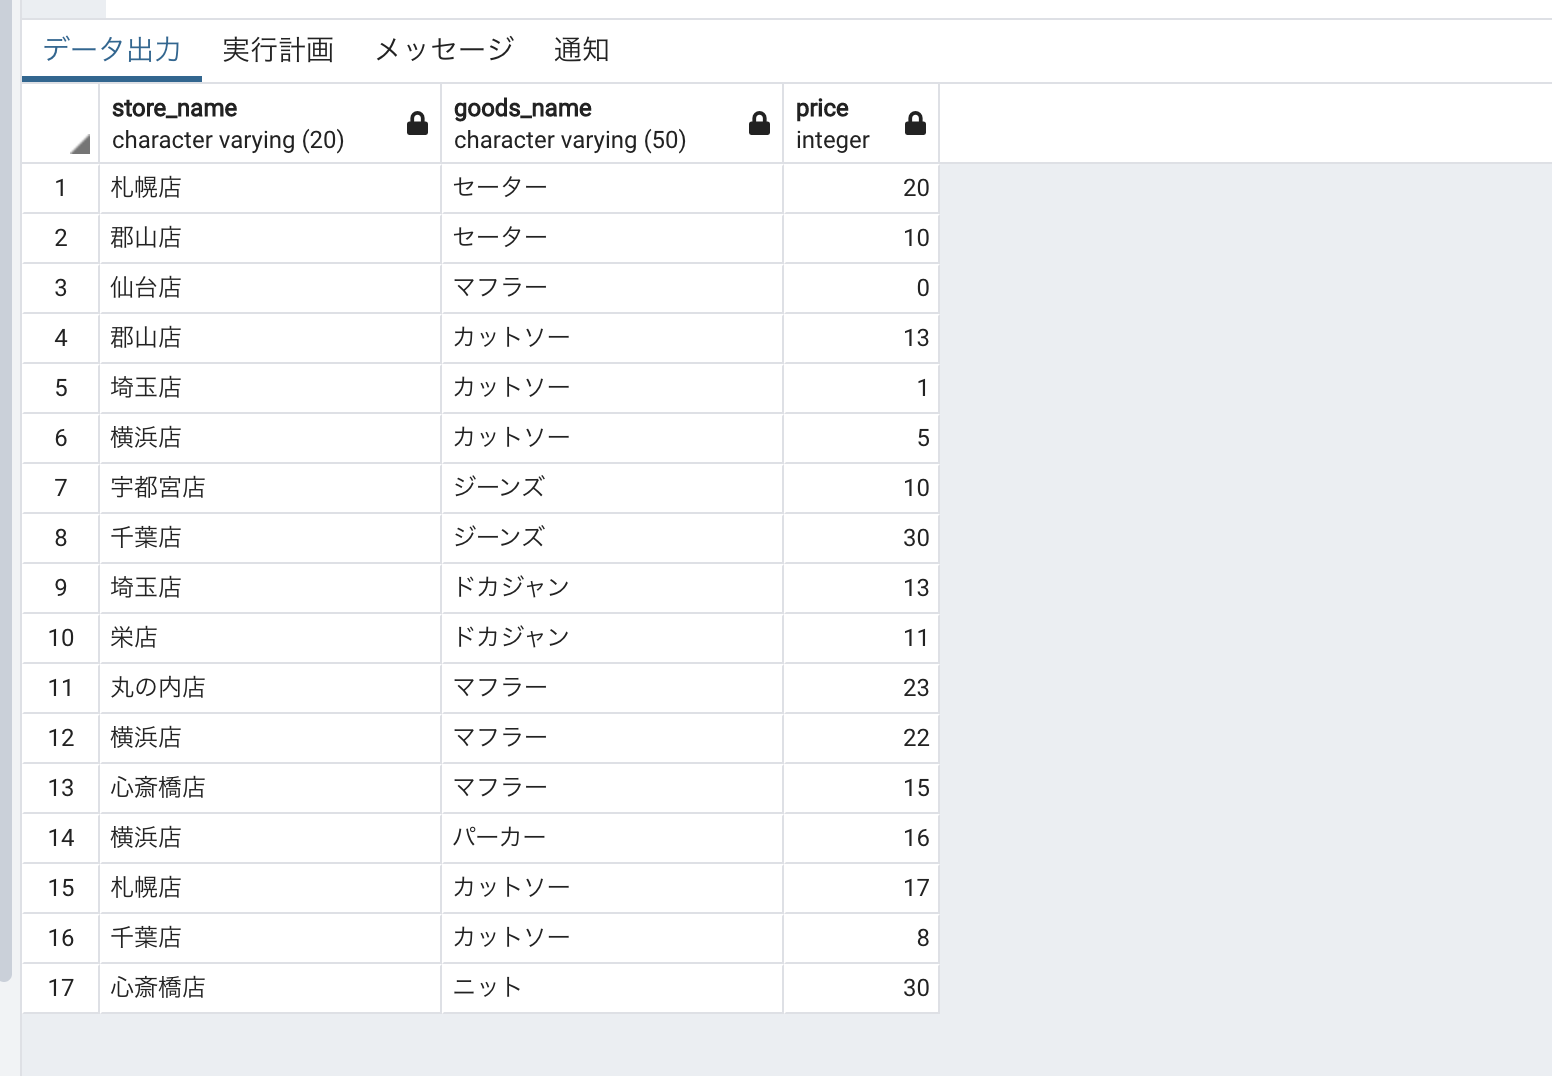 データ出力 実行計画 メッセージ 通知
store_name goods_name price
character varying (20) character varying (50) integer
1 札幌店 セーター 20
2 郡山店 セーター 10
3 仙台店 マフラー 0
4 郡山店 カットソー 13
5 埼玉店 カットソー 1
6 横浜店 カットソー 5
7 宇都宮店 ジーンズ 10
8 千葉店 ジーンズ 30
9 埼玉店 ドカジャン 13
10 栄店 ドカジャン 11
11 丸の内店 マフラー 23
12 横浜店 マフラー 22
13 心斎橋店 マフラー 15
14 横浜店 パーカー 16
15 札幌店 カットソー 17
16 千葉店 カットソー 8
17 心斎橋店 ニット 30